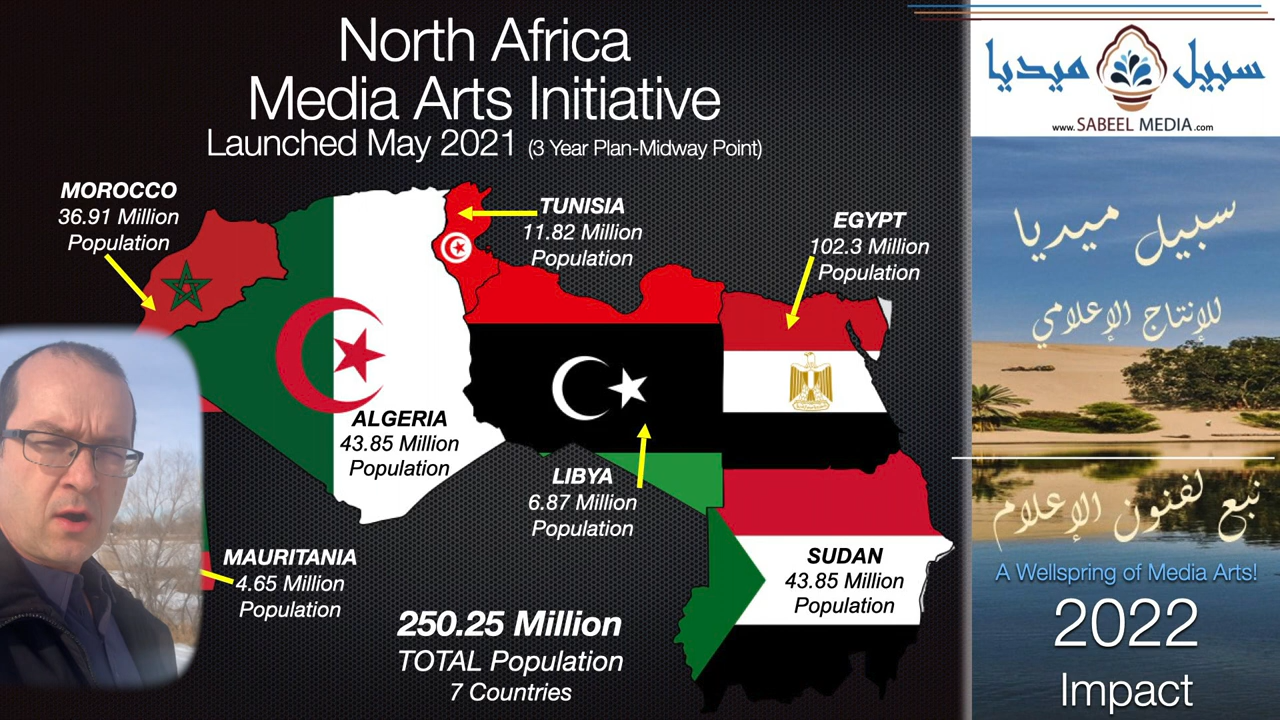 North Africa
Media Arts Initiative
Launched May 2021 (3 Year Plan-Midway Point)
MOROCCO
36.91 Million
Population
TUNISIA
11.82 Million
Population
EGYPT
102.3 Million
Population
ALGERIA
43.85 Million
Population
LIBYA
6.87 Million
Population
MAURITANIA
4.65 Million
Population
SUDAN
43.85 Million
Population
250.25 Million
TOTAL Population
7 Countries
سبيل ميديا
www.SABEEL MEDIA.com
سبيل ميديا
للإنتاج الإعلامي
نبع لفنون الإعلام
A Wellspring of Media Arts!
2022
Impact